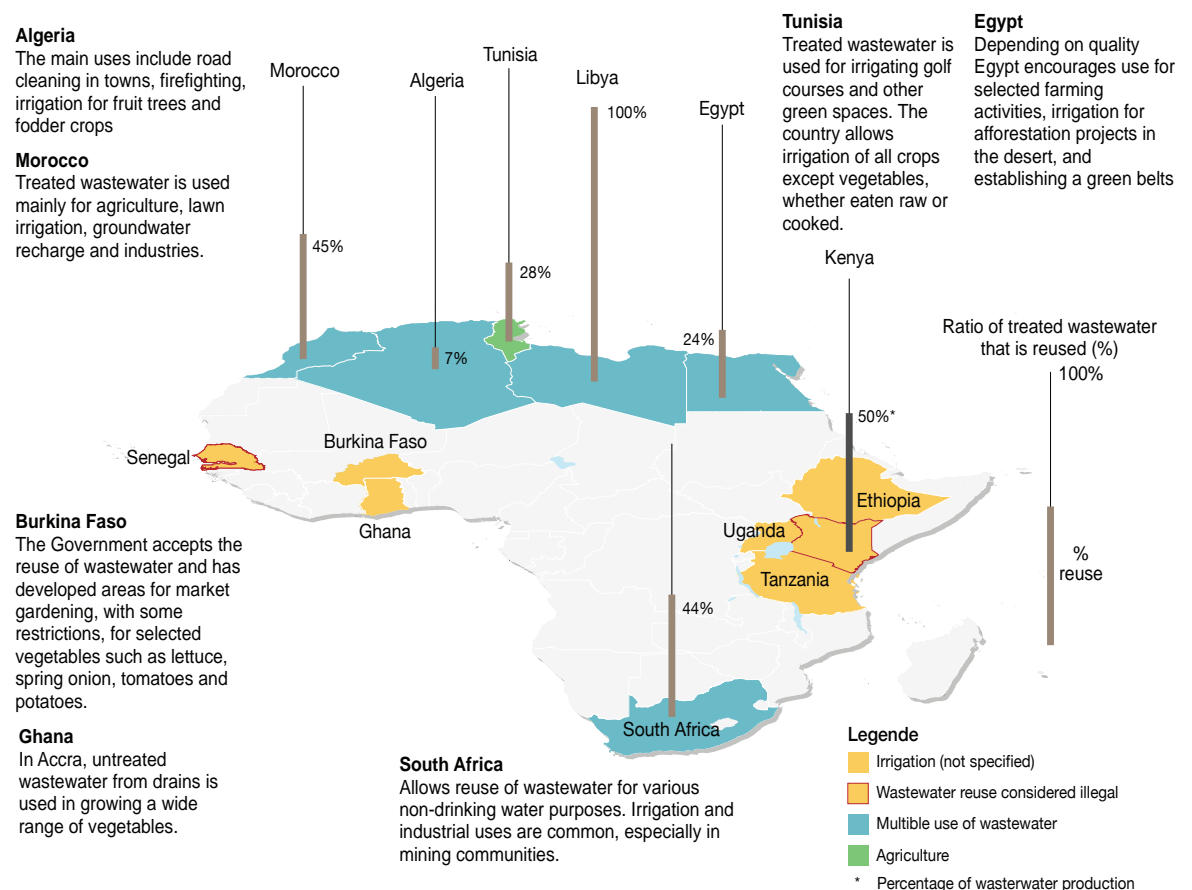 Algeria
The main uses include road
cleaning in towns, firefighting,
irrigation for fruit trees and
fodder crops
Morocco
Treated wastewater is used
mainly for agriculture, lawn
irrigation, groundwater
recharge and industries.
Morocco
Algeria
Tunisia
Libya
Egypt
100%
45%
28%
7%
24%
Tunisia
Treated wastewater is
used for irrigating golf
courses and other
green spaces. The
country allows
irrigation of all crops
except vegetables,
whether eaten raw or
cooked.
Egypt
Depending on quality
Egypt encourages use for
selected farming
activities, irrigation for
afforestation projects in
the desert, and
establishing a green belts
Kenya
50%*
Ratio of treated wastewater
that is reused (%)
100%
%
reuse
Senegal
Burkina Faso
Ghana
Ethiopia
Uganda
Tanzania
44%
South Africa
Burkina Faso
The Government accepts the
reuse of wastewater and has
developed areas for market
gardening, with some
restrictions, for selected
vegetables such as lettuce,
spring onion, tomatoes and
potatoes.
Ghana
In Accra, untreated
wastewater from drains is
used in growing a wide
range of vegetables.
South Africa
Allows reuse of wastewater for various
non-drinking water purposes. Irrigation and
industrial uses are common, especially in
mining communities.
Legende
Irrigation (not specified)
Wastewater reuse considered illegal
Multible use of wastewater
Agriculture
* Percentage of wasterwater production